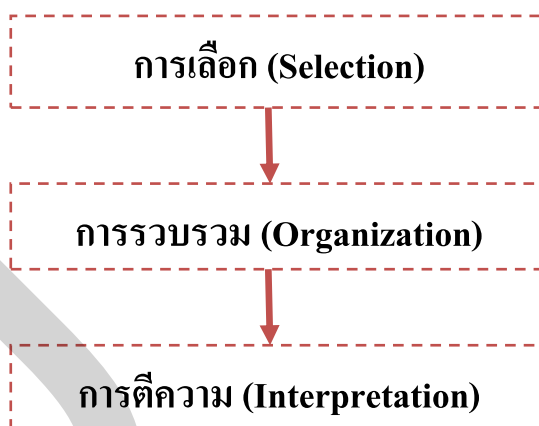 การเลือก (Selection)
การรวบรวม (Organization)
การตีความ (Interpretation)